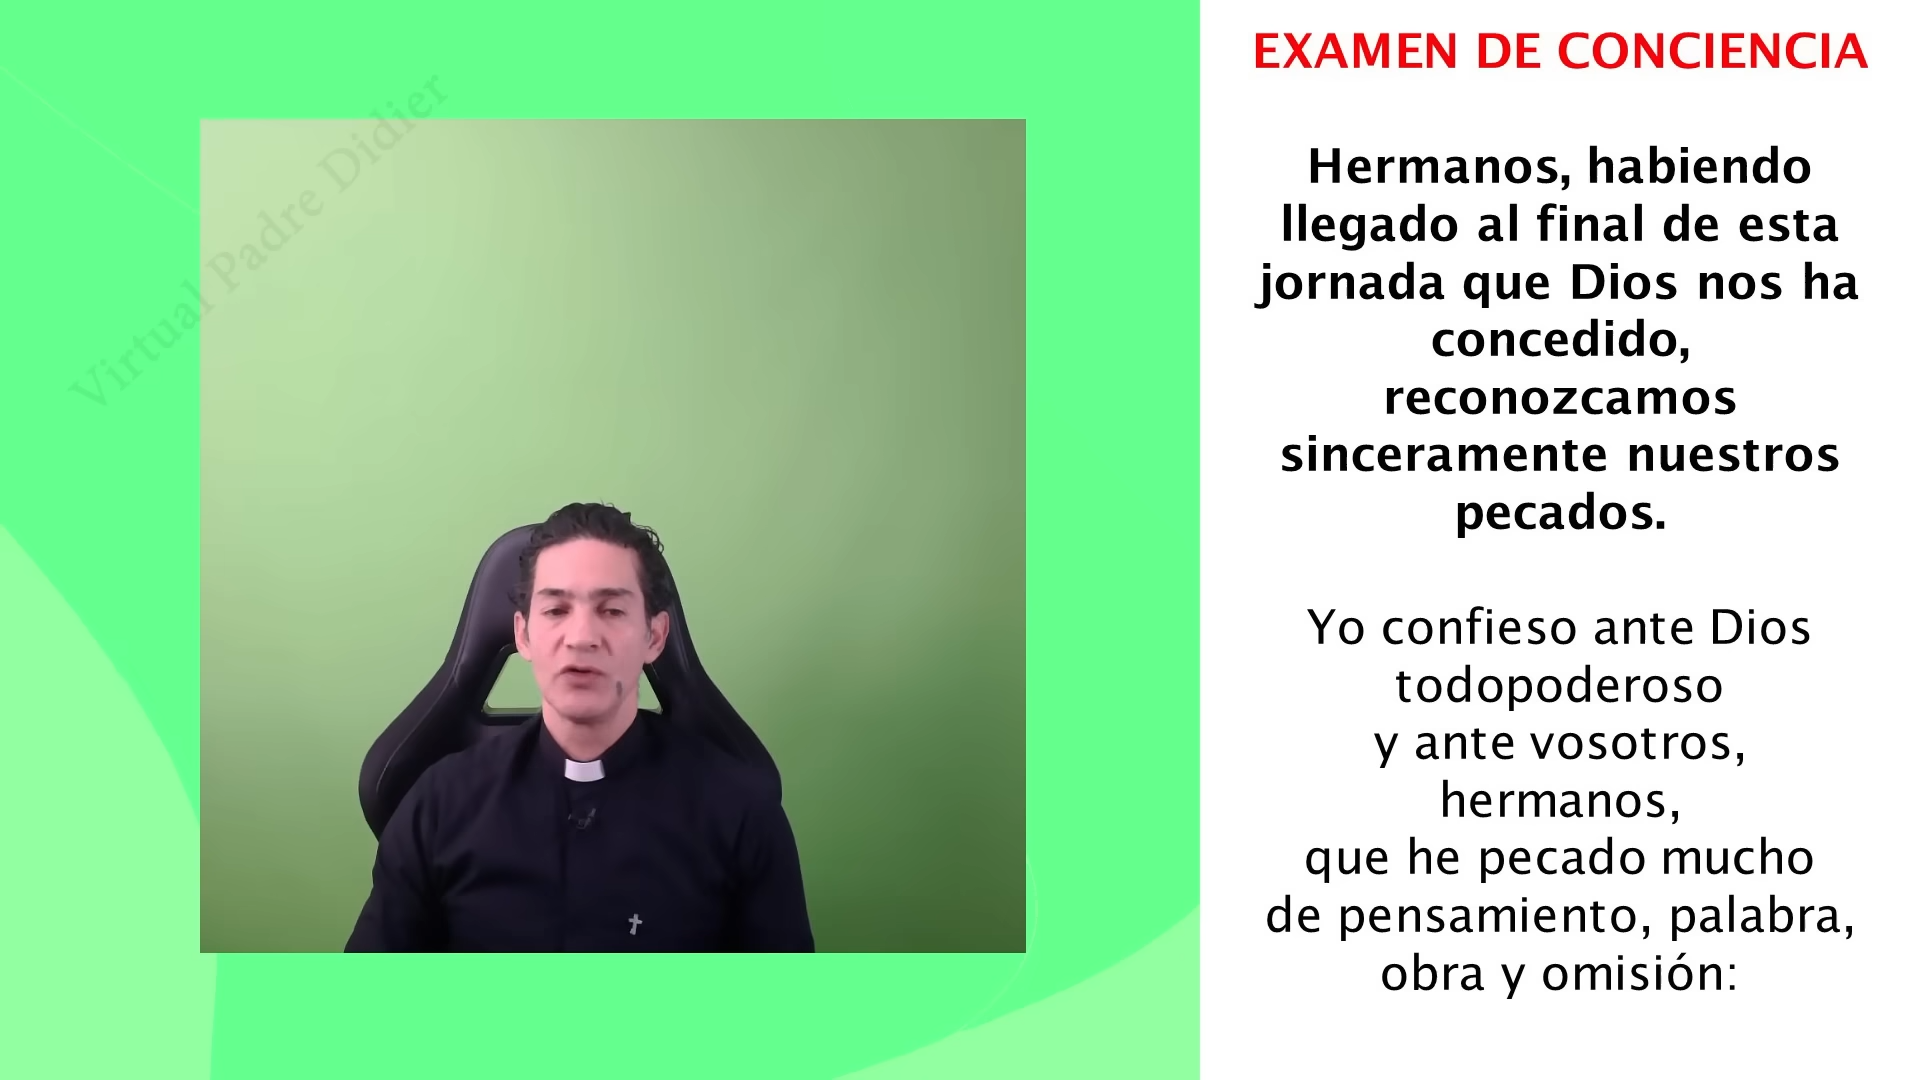 Virtual Padre Didier
EXAMEN DE CONCIENCIA
Hermanos, habiendo
llegado al final de esta
jornada que Dios nos ha
concedido,
reconozcamos
sinceramente nuestros
pecados.
Yo confieso ante Dios
todopoderoso
y ante vosotros,
hermanos,
que he pecado mucho
de pensamiento, palabra,
obra y omisión: